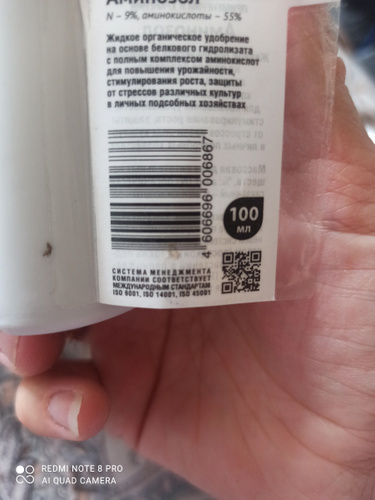 АМИНОЗОЛ
N – 9%, аминокислоты – 55%
Жидкое органическое удобрение
на основе белкового гидролизата
с полным комплексом аминокислот
для повышения урожайности,
стимулирования роста, защиты
от стрессов различных культур
в личных подсобных хозяйствах
4 606696 006867
100
МЛ
СИСТЕМА МЕНЕДЖМЕНТА
КОМПАНИИ СООТВЕТСТВУЕТ
МЕЖДУНАРОДНЫМ СТАНДАРТАМ
ISO 9001, ISO 14001, ISO 45001
REDMI NOTE 8 PRO
AI QUAD CAMERA